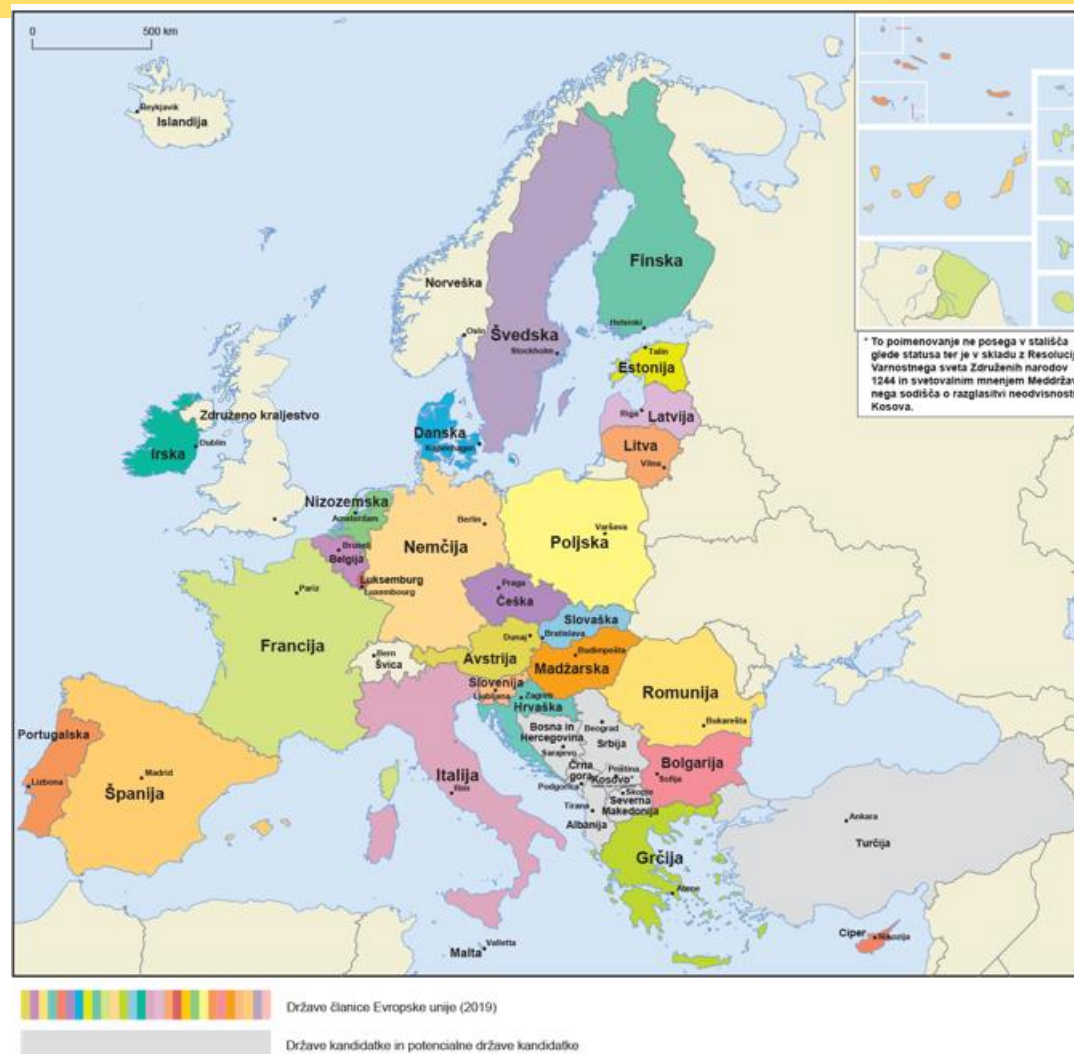 0 500 km
Reykjavik
Islandija
Norveška
Oslo
Švedska
Stockholm
Finska
Helsinki
* To poimenovanje ne posega v stališča
glede statusa ter je v skladu z Resolucij
Varnostnega sveta Združenih narodov
1244 in svetovalnim mnenjem Meddržav
nega sodišča o razglasitvi neodvisnosti
Kosova.
Talin
Estonija
Riga
Latvija
Litva
Vilna
Združeno kraljestvo
Dublin
Irska
Danska
Kopenhagen
Nizozemska
Amsterdam
Berlin
Nemčija
Varšava
Poljska
Bruselj
Belgija
Luksemburg
Luxembourg
Pariz
Francija
Praga
Češka
Slovaška
Bratislava
Dunaj
Avstrija
Budimpešta
Madžarska
Bern
Švica
Slovenija
Ljubljana
Zagreb
Hrvaška
Romunija
Bukarešta
Bosna in
Hercegovina
Sarajevo
Beograd
Srbija
Črna
gora
Podgorica
Priština
Kosovo*
Bolgarija
Sofija
Skopje
Severna
Makedonija
Tirana
Albanija
Portugalska
Lizbona
Madrid
Španija
Italija
Rim
Grčija
Atene
Ankara
Turčija
Ciper
Nikozija
Malta
Valletta
Države članice Evropske unije (2019)
Države kandidatke in potencialne države kandidatke